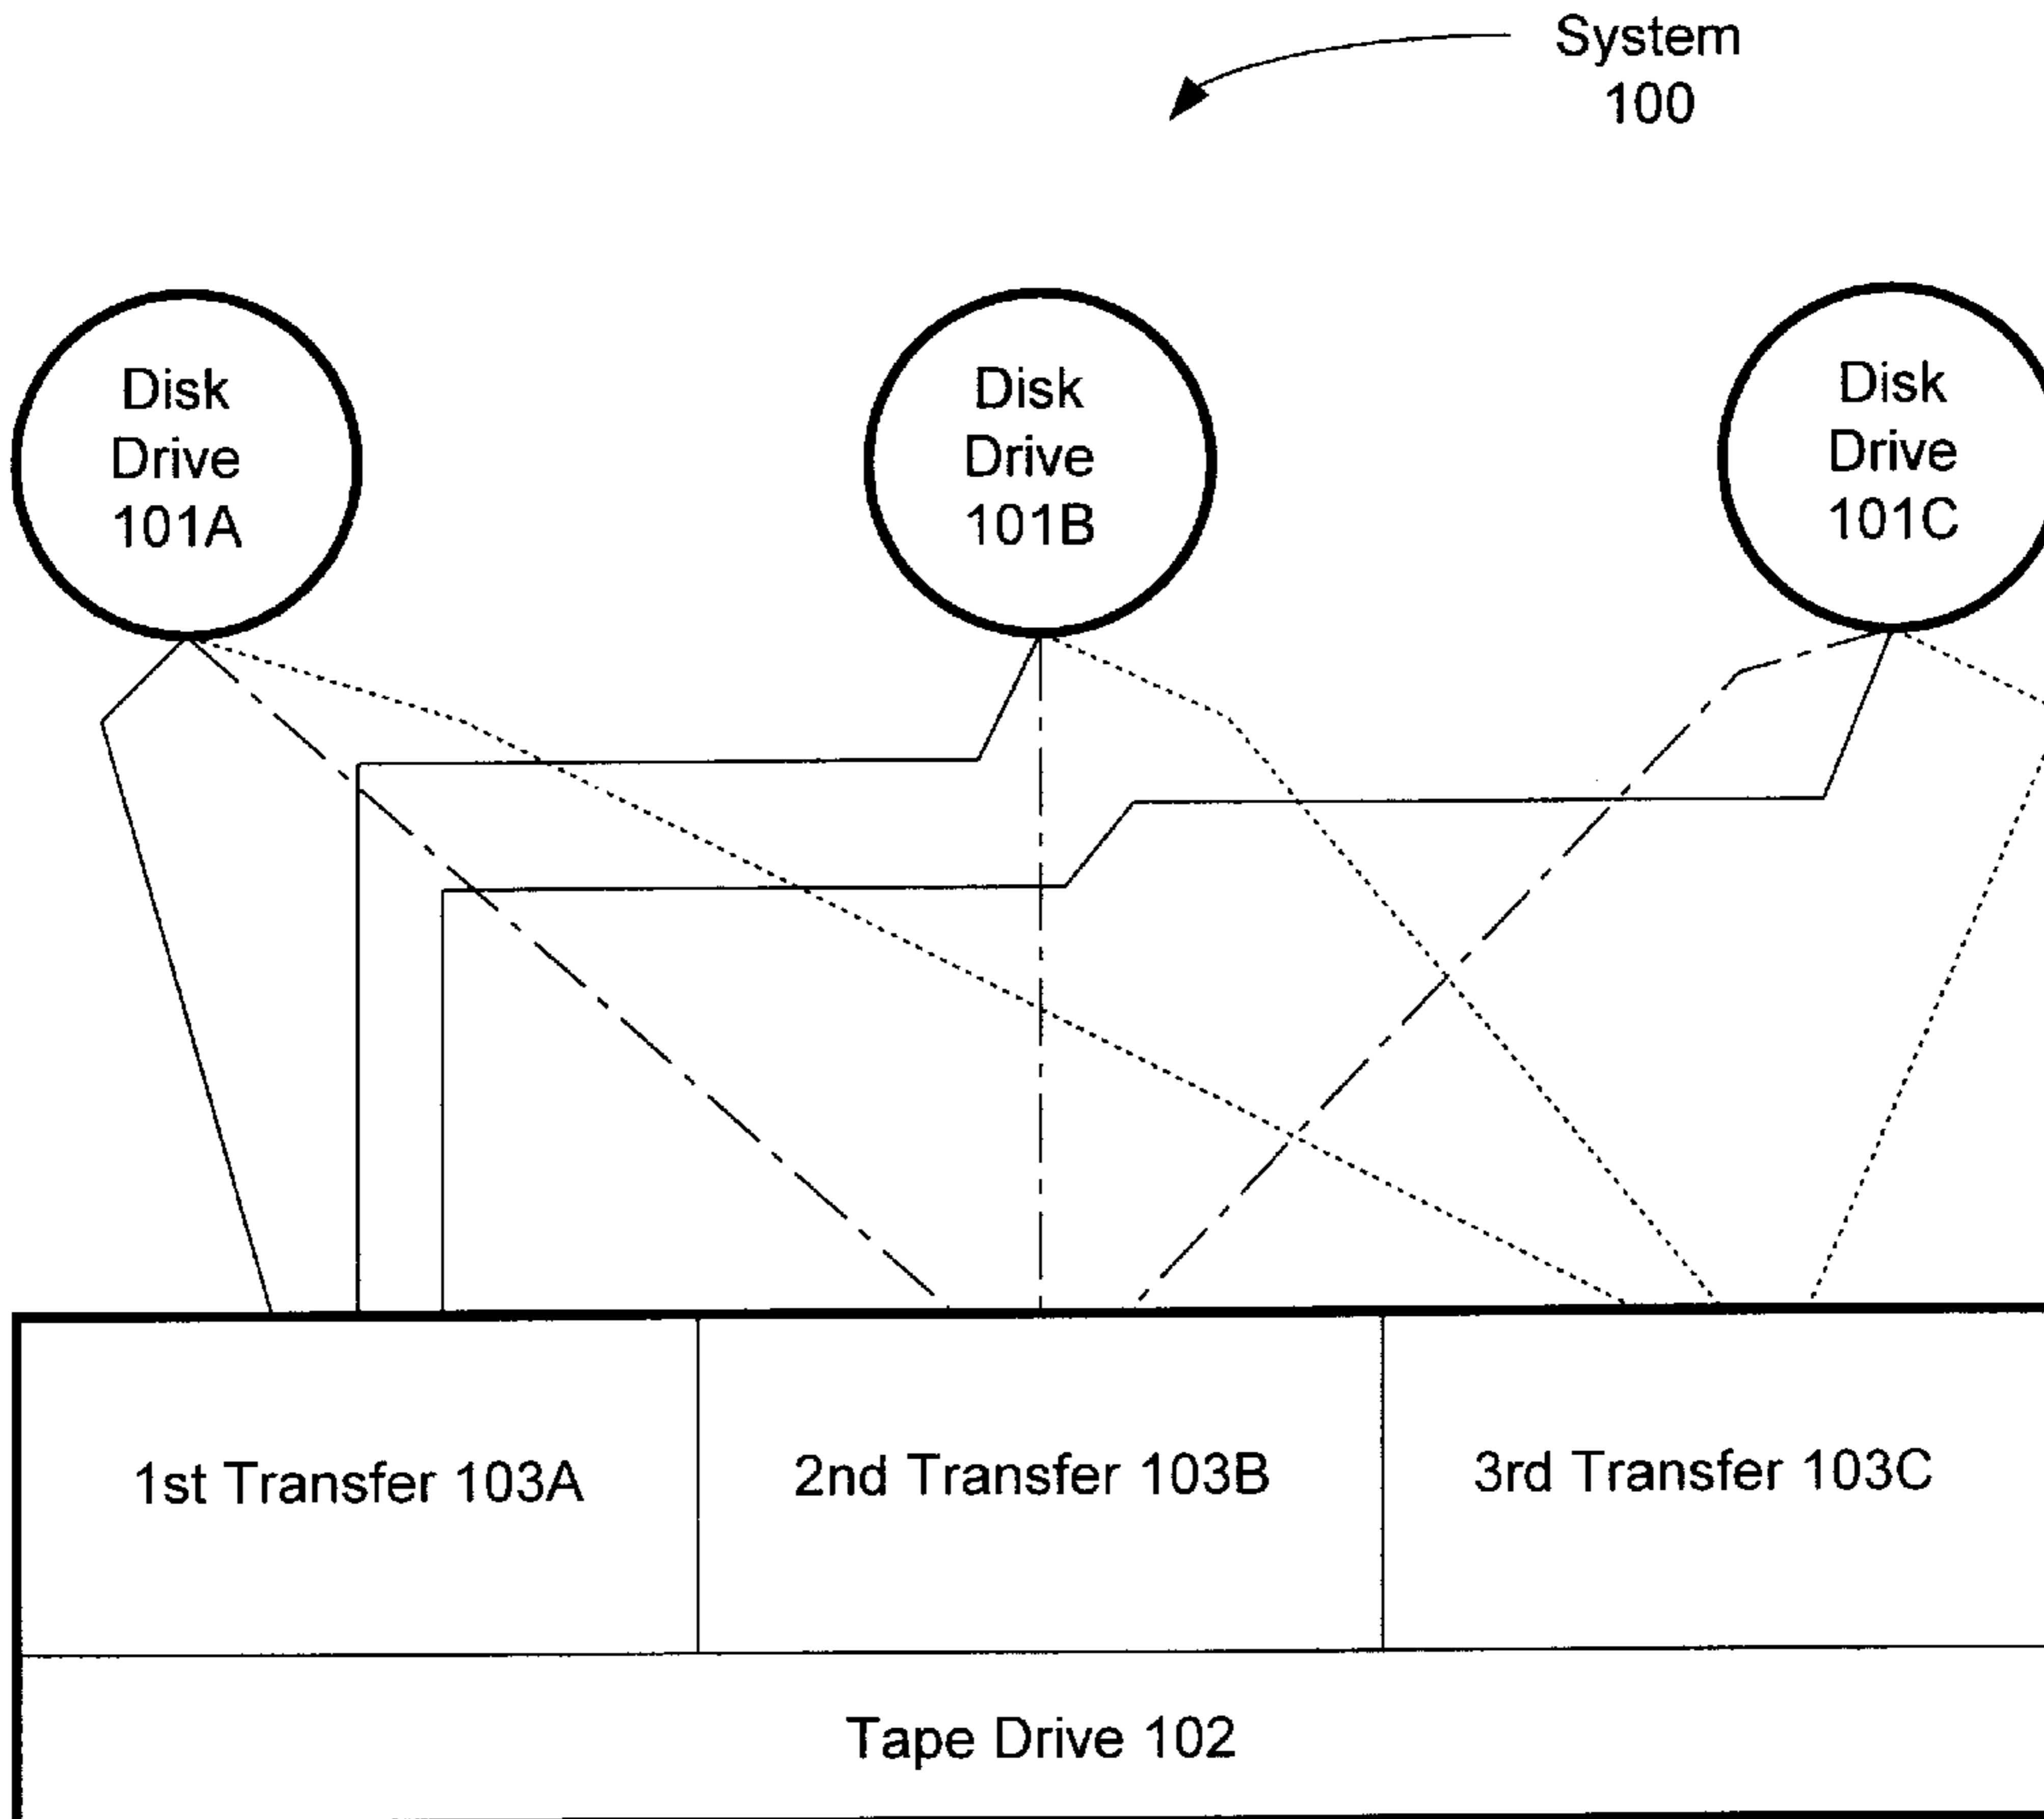 System
100
Disk
Drive
101A
Disk
Drive
101B
Disk
Drive
101C
1st Transfer 103A
2nd Transfer 103B
3rd Transfer 103C
Tape Drive 102